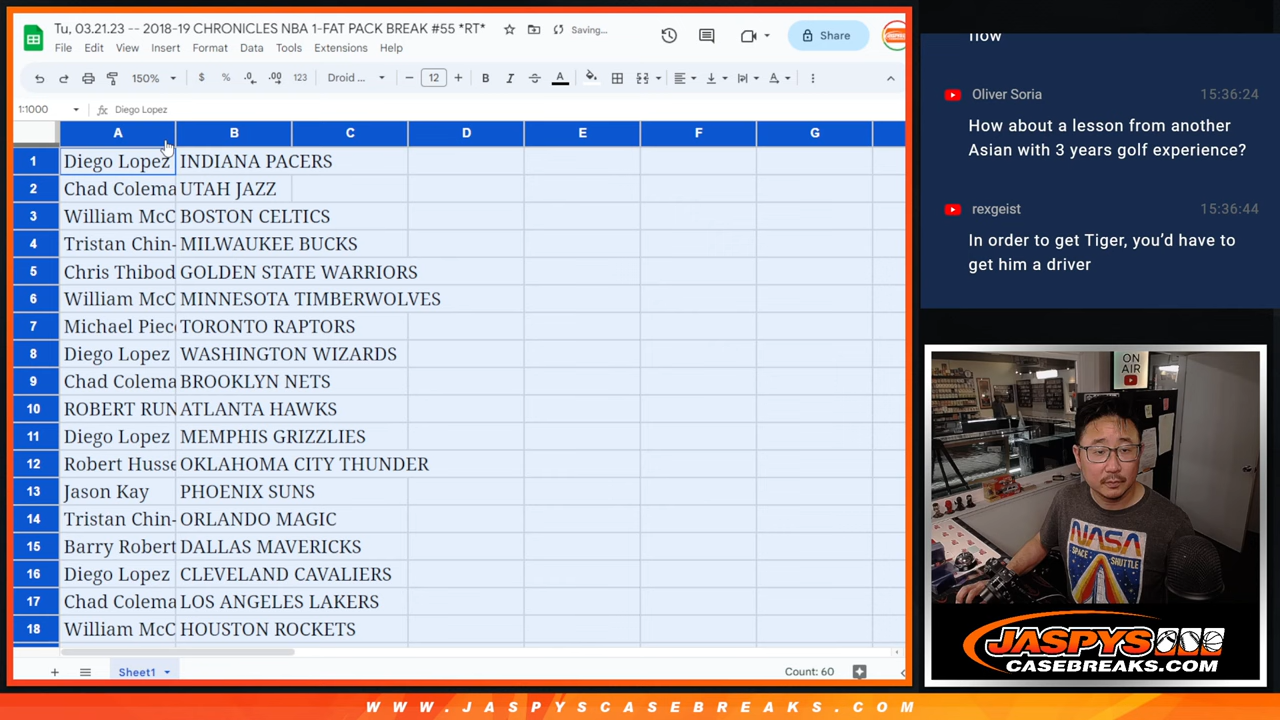 Tu, 03.21.23 -- 2018-19 CHRONICLES NBA 1-FAT PACK BREAK #55 *RT*
Saving...
File Edit View Insert Format Data Tools Extensions Help
Share
150% $ % .0 .00 123 Droid ... 12 B I A
1:1000 fx Diego Lopez
A B C D E F G
1 Diego Lopez INDIANA PACERS
2 Chad Colema UTAH JAZZ
3 William McC BOSTON CELTICS
4 Tristan Chin- MILWAUKEE BUCKS
5 Chris Thibod GOLDEN STATE WARRIORS
6 William McC MINNESOTA TIMBERWOLVES
7 Michael Piec TORONTO RAPTORS
8 Diego Lopez WASHINGTON WIZARDS
9 Chad Colema BROOKLYN NETS
10 ROBERT RUN ATLANTA HAWKS
11 Diego Lopez MEMPHIS GRIZZLIES
12 Robert Husse OKLAHOMA CITY THUNDER
13 Jason Kay PHOENIX SUNS
14 Tristan Chin- ORLANDO MAGIC
15 Barry Robert DALLAS MAVERICKS
16 Diego Lopez CLEVELAND CAVALIERS
17 Chad Colema LOS ANGELES LAKERS
18 William McC HOUSTON ROCKETS
Sheet1
Count: 60
now
Oliver Soria 15:36:24
How about a lesson from another
Asian with 3 years golf experience?
rexgeist 15:36:44
In order to get Tiger, you'd have to
get him a driver
ON
AIR
NASA
SPACE SHUTTLE
JASPYS
CASEBREAKS.COM
WWW.JASPYSCASEBREAKS.COM